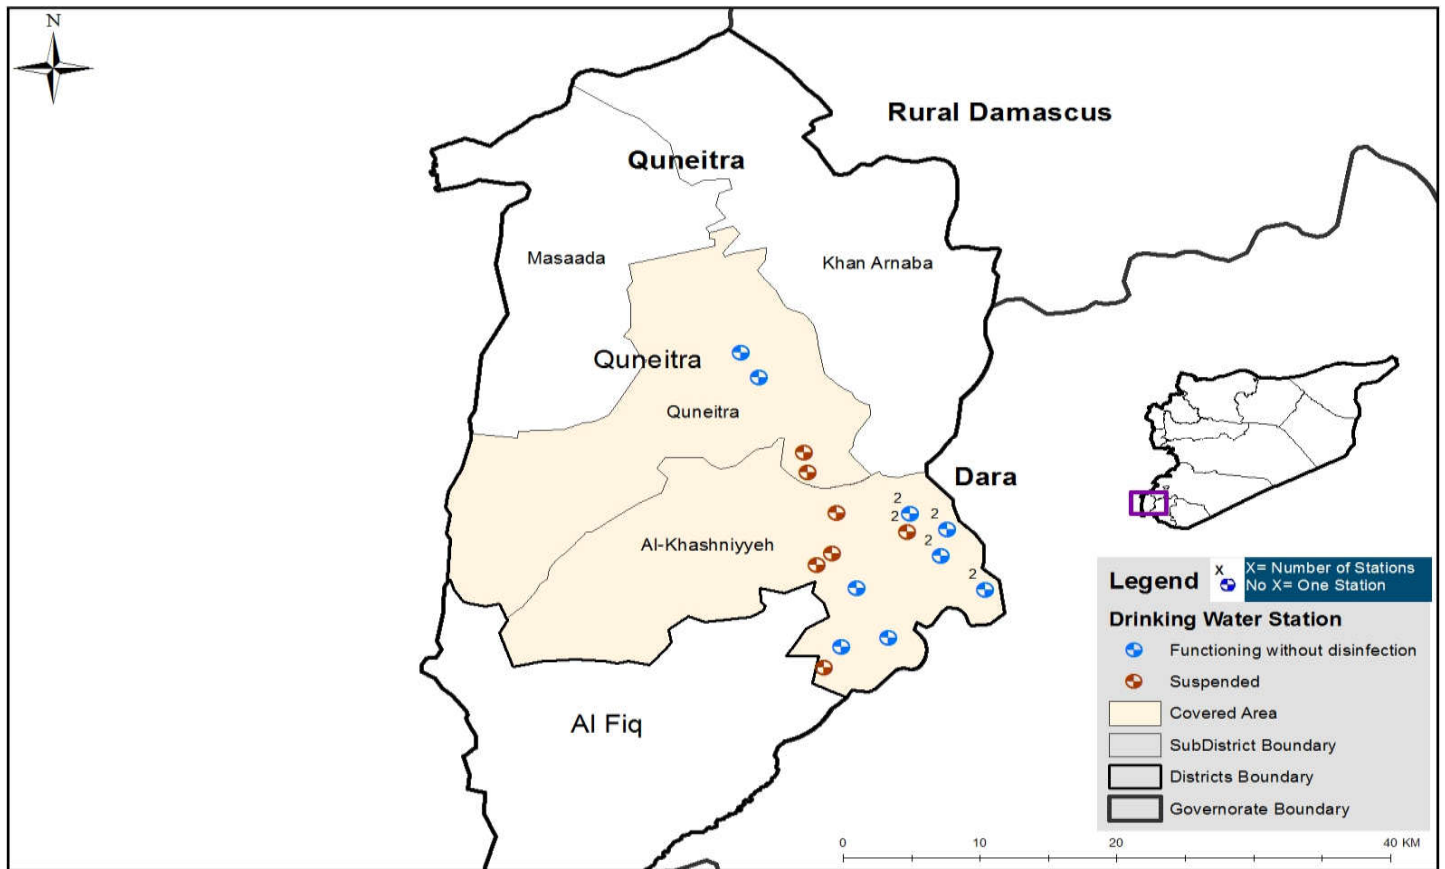 N
Rural Damascus
Quneitra
Masaada
Khan Arnaba
Quneitra
Quneitra
Dara
2
2
2
2
2
Al-Khashniyyeh
Al Fiq
Legend
X
X= Number of Stations
No X= One Station
Drinking Water Station
Functioning without disinfection
Suspended
Covered Area
SubDistrict Boundary
Districts Boundary
Governorate Boundary
0 10 20 40 KM